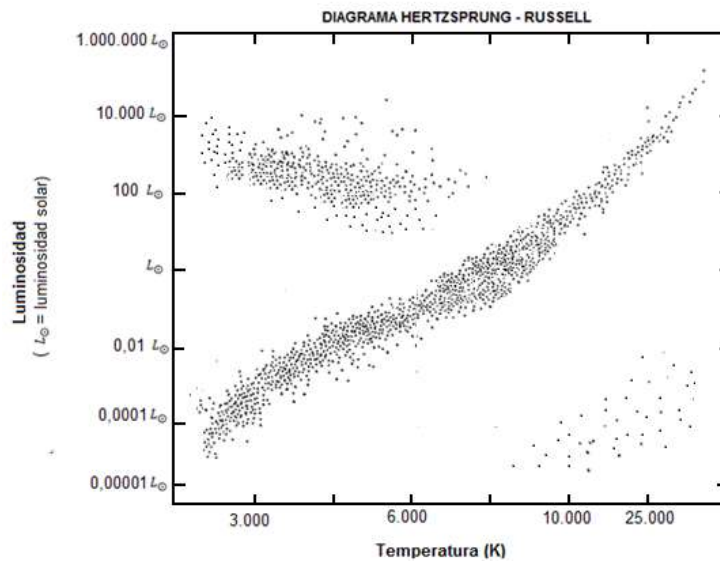 DIAGRAMA HERTZSPRUNG - RUSSELL
1.000.000 L☉
10.000 L☉
100 L☉
L☉
0,01 L☉
0,0001 L☉
0,00001 L☉
Luminosidad
( L☉ = luminosidad solar)
3.000
6.000
10.000
25.000
Temperatura (K)